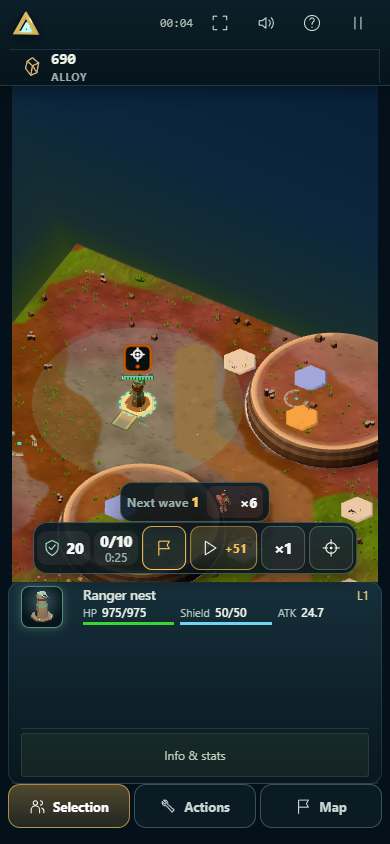 00:04
690
ALLOY
Next wave 1 ×6
20
0/10
0:25
+51
×1
Ranger nest L1
HP 975/975 Shield 50/50 ATK 24.7
Info & stats
Selection Actions Map